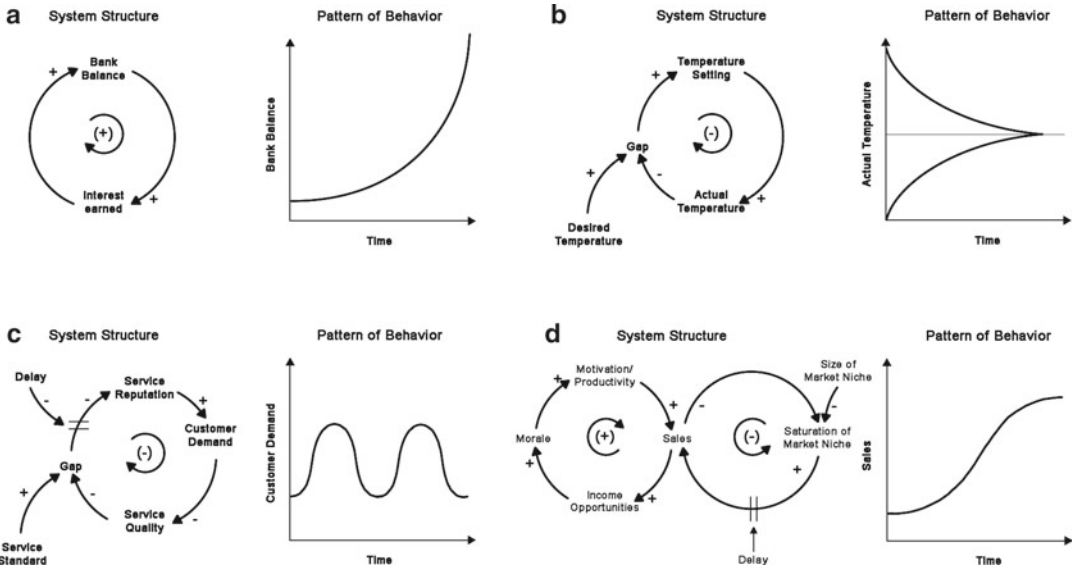 a
System Structure
Pattern of Behavior
Bank
Balance
+
(+)
Interest
earned
+
Bank Balance
Time
b
System Structure
Pattern of Behavior
Temperature
Setting
+
(-)
Gap
+
-
Actual
Temperature
+
Desired
Temperature
Actual Temperature
Time
c
System Structure
Pattern of Behavior
Delay
-
-
Service
Reputation
+
Customer
Demand
(-)
Gap
+
-
Service
Quality
-
Service
Standard
Customer Demand
Time
d
System Structure
Pattern of Behavior
Motivation/
Productivity
+
+
-
Size of
Market Niche
-
Morale
(+)
Sales
(-)
Saturation of
Market Niche
+
+
Income
Opportunities
+
Delay
Sales
Time